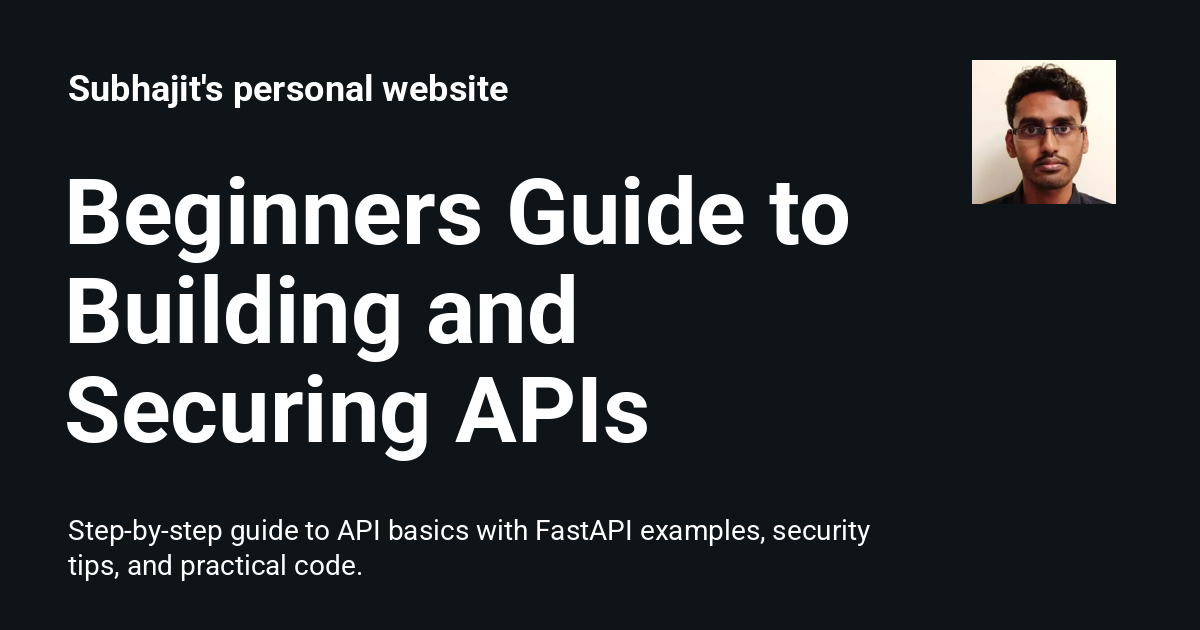 Subhajit's personal website
Beginners Guide to
Building and
Securing APIs
Step-by-step guide to API basics with FastAPI examples, security
tips, and practical code.